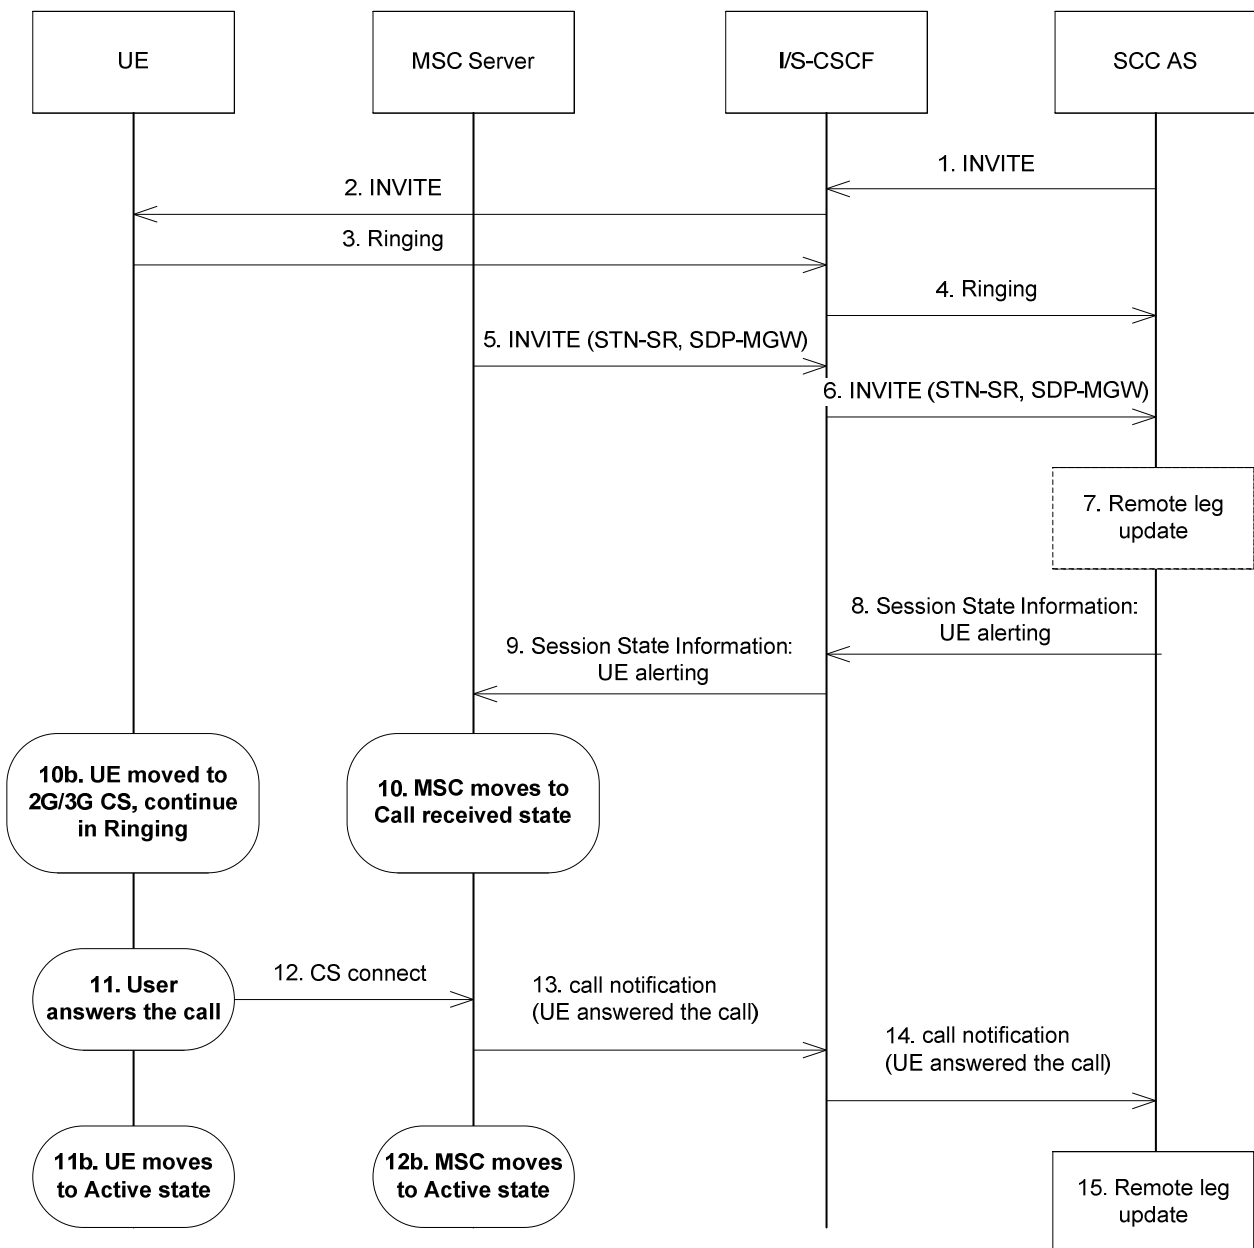 UE
MSC Server
I/S-CSCF
SCC AS
1. INVITE
2. INVITE
3. Ringing
4. Ringing
5. INVITE (STN-SR, SDP-MGW)
6. INVITE (STN-SR, SDP-MGW)
7. Remote leg
update
8. Session State Information:
UE alerting
9. Session State Information:
UE alerting
10b. UE moved to
2G/3G CS, continue
in Ringing
10. MSC moves to
Call received state
11. User
answers the call
12. CS connect
13. call notification
(UE answered the call)
14. call notification
(UE answered the call)
11b. UE moves
to Active state
12b. MSC moves
to Active state
15. Remote leg
update